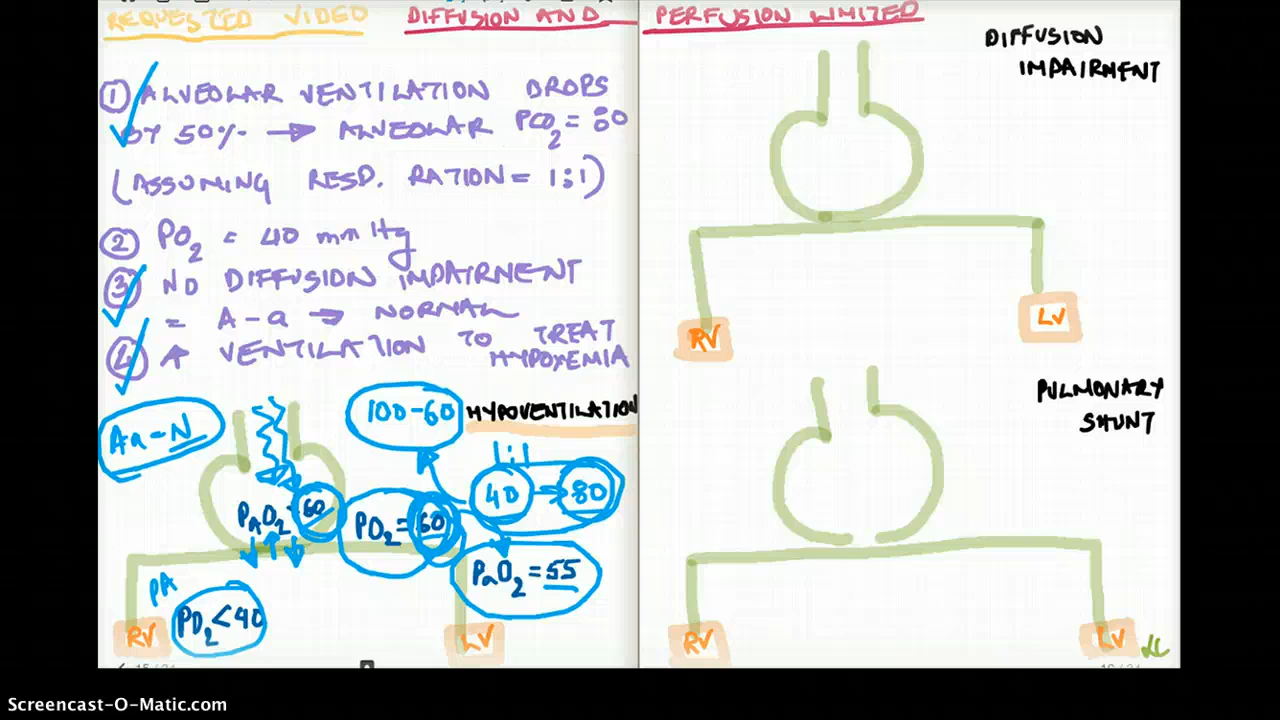 REQUESTED VIDEO DIFFUSION AND PERFUSION LIMITED
① ALVEOLAR VENTILATION DROPS
BY 50% → ALVEOLAR PCO2 = 80
(ASSUMING RESP. RATION = 1:1)
② PO2 = 40 mmHg
③ NO DIFFUSION IMPAIRMENT
= A-a → NORMAL
④ ↑ VENTILATION TO TREAT
HYPOXEMIA
Aa-N
100-60
HYPOVENTILATION
1:1
40 → 80
PAO2 - 60
PO2 = 60
PaO2 = 55
PA
PO2 < 40
RV
LV
DIFFUSION
IMPAIRMENT
RV
LV
PULMONARY
SHUNT
RV
LV
Screencast-O-Matic.com